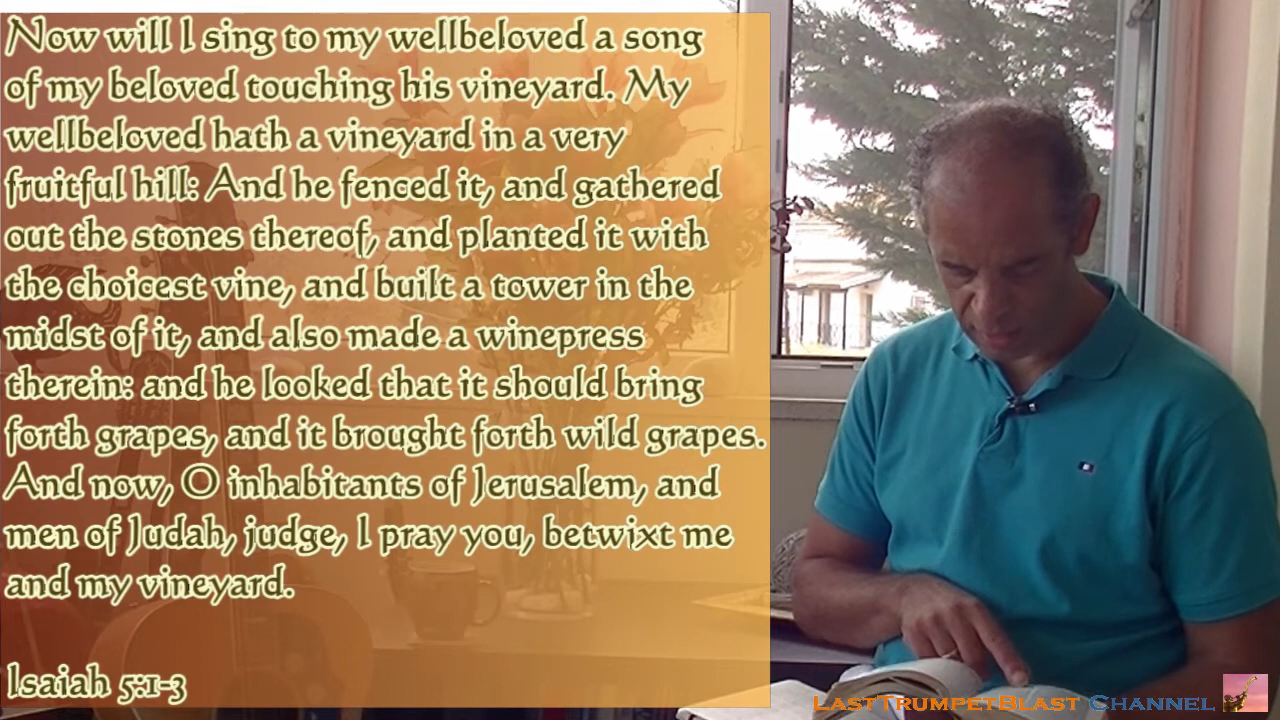 Now will I sing to my wellbeloved a song
of my beloved touching his vineyard. My
wellbeloved hath a vineyard in a very
fruitful hill: And he fenced it, and gathered
out the stones thereof, and planted it with
the choicest vine, and built a tower in the
midst of it, and also made a winepress
therein: and he looked that it should bring
forth grapes, and it brought forth wild grapes.
And now, O inhabitants of Jerusalem, and
men of Judah, judge, I pray you, betwixt me
and my vineyard.
Isaiah 5:1-3
LastTrumpetBlast Channel